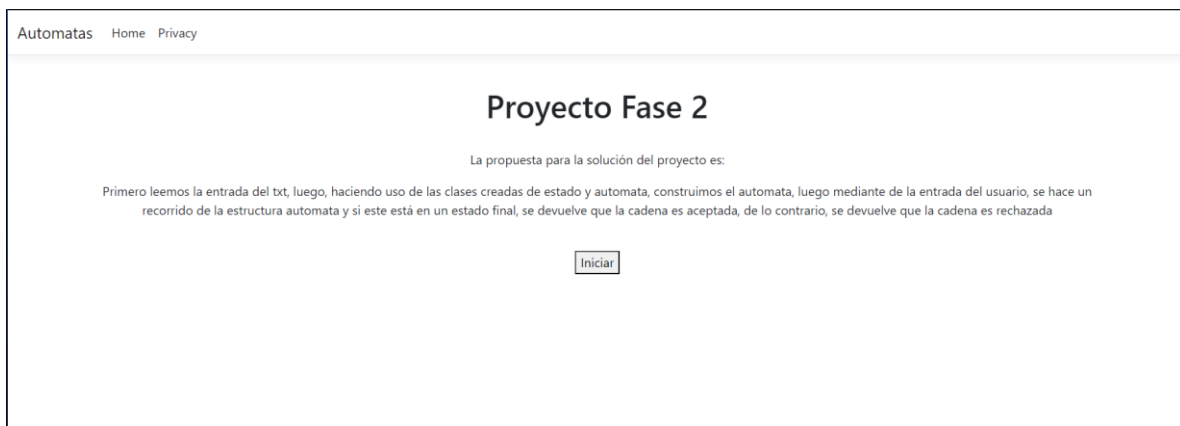 Automatas Home Privacy
Proyecto Fase 2
La propuesta para la solución del proyecto es:
Primero leemos la entrada del txt, luego, haciendo uso de las clases creadas de estado y automata, construimos el automata, luego mediante de la entrada del usuario, se hace un
recorrido de la estructura automata y si este está en un estado final, se devuelve que la cadena es aceptada, de lo contrario, se devuelve que la cadena es rechazada
Iniciar